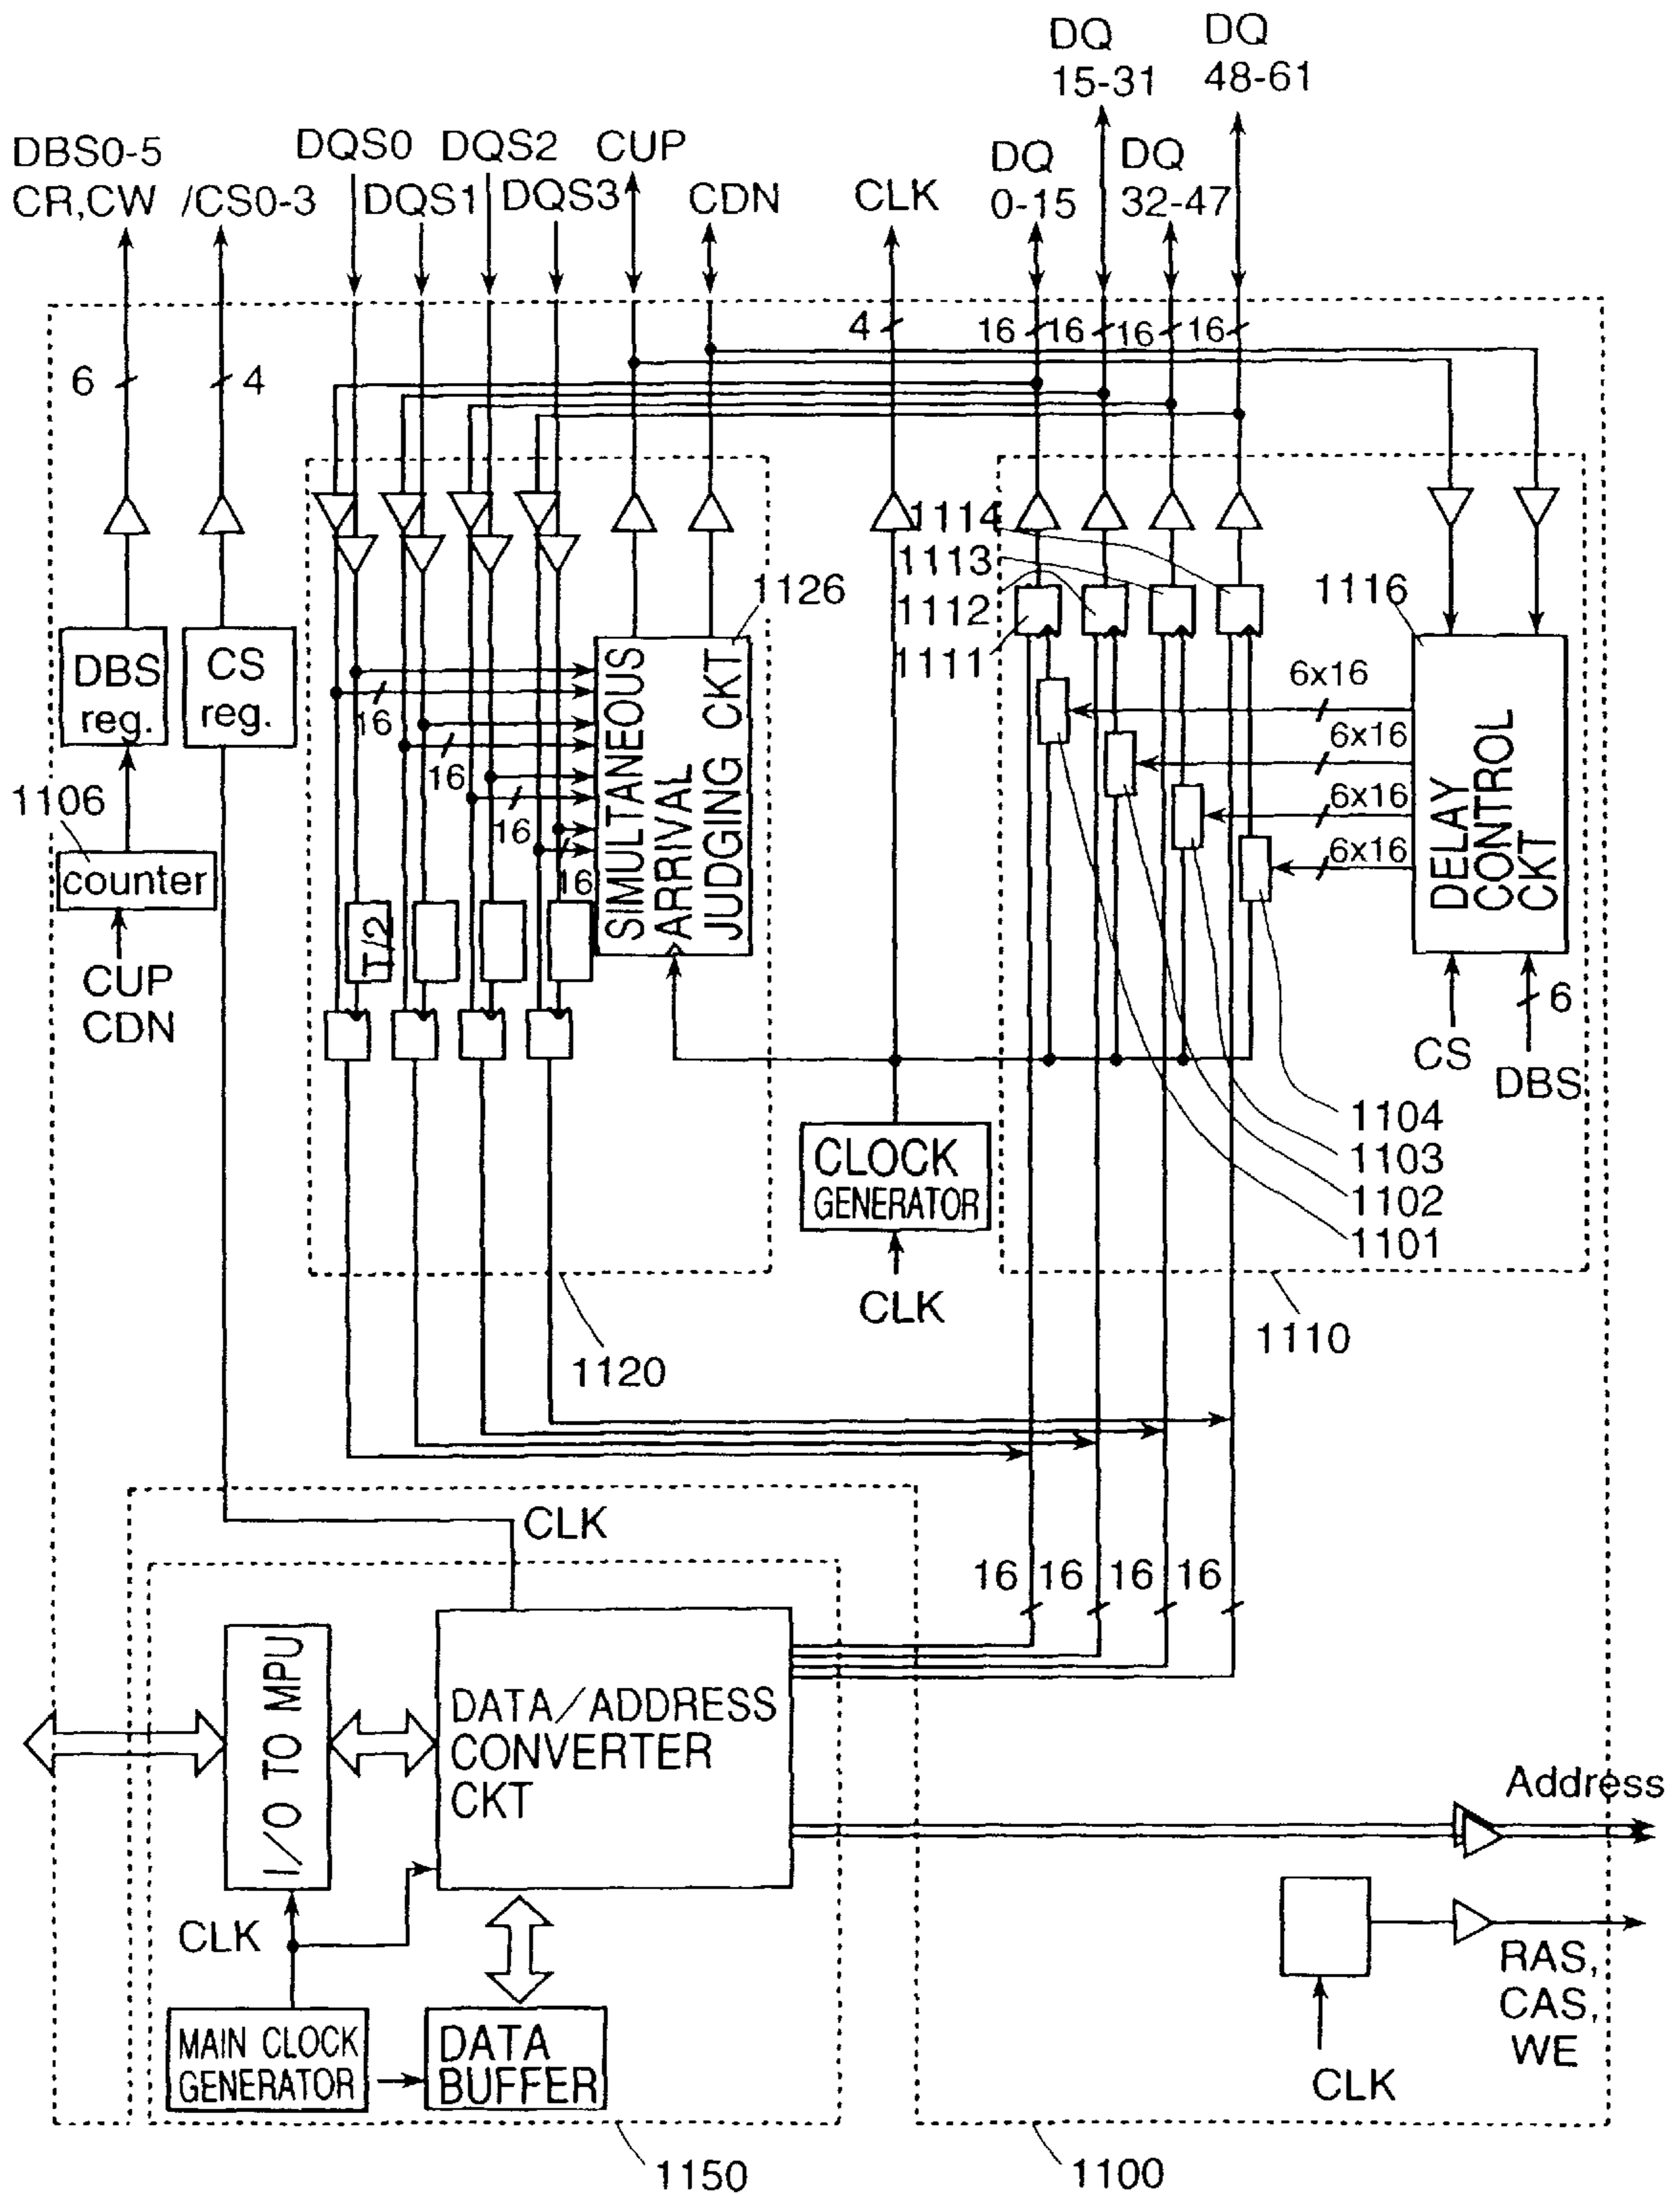 DQ
15-31
DQ
48-61
DBS0-5
CR,CW
/CS0-3
DQS0
DQS1
DQS2
DQS3
CUP
CDN
CLK
DQ
0-15
DQ
32-47
6
4
4
16
16
16
16
1114
1113
1112
1111
1126
1116
DBS
reg.
CS
reg.
16
16
16
16
SIMULTANEOUS
ARRIVAL
JUDGING CKT
6x16
6x16
6x16
6x16
DELAY
CONTROL
CKT
1106
counter
CUP
CDN
T/2
CS
6
DBS
1104
1103
1102
1101
CLOCK
GENERATOR
CLK
1120
1110
CLK
16
16
16
16
I/O TO MPU
DATA/ADDRESS
CONVERTER
CKT
Address
CLK
RAS,
CAS,
WE
CLK
MAIN CLOCK
GENERATOR
DATA
BUFFER
1150
1100